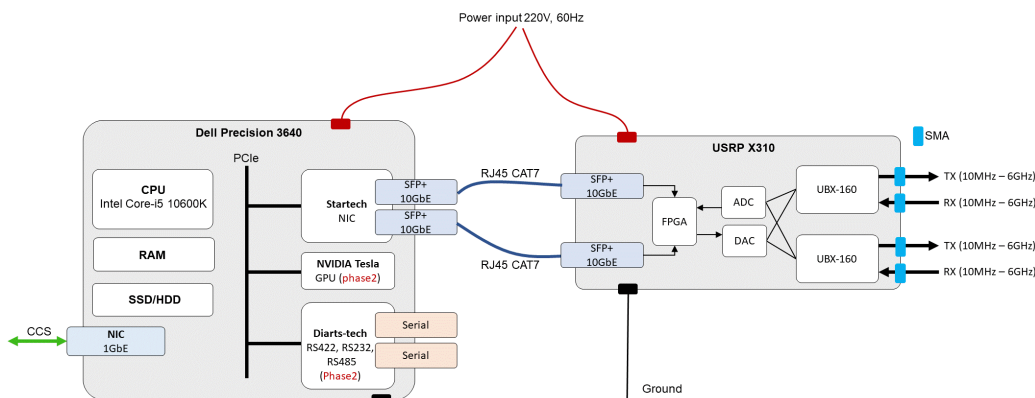 Power input 220V, 60Hz
Dell Precision 3640
PCIe
CPU
Intel Core-i5 10600K
RAM
SSD/HDD
NIC
1GbE
CCS
Startech
NIC
SFP+
10GbE
SFP+
10GbE
NVIDIA Tesla
GPU (phase2)
Diarts-tech
RS422, RS232,
RS485
(Phase2)
Serial
Serial
RJ45 CAT7
RJ45 CAT7
USRP X310
SFP+
10GbE
SFP+
10GbE
FPGA
ADC
DAC
UBX-160
UBX-160
SMA
TX (10MHz – 6GHz)
RX (10MHz – 6GHz)
TX (10MHz – 6GHz)
RX (10MHz – 6GHz)
Ground